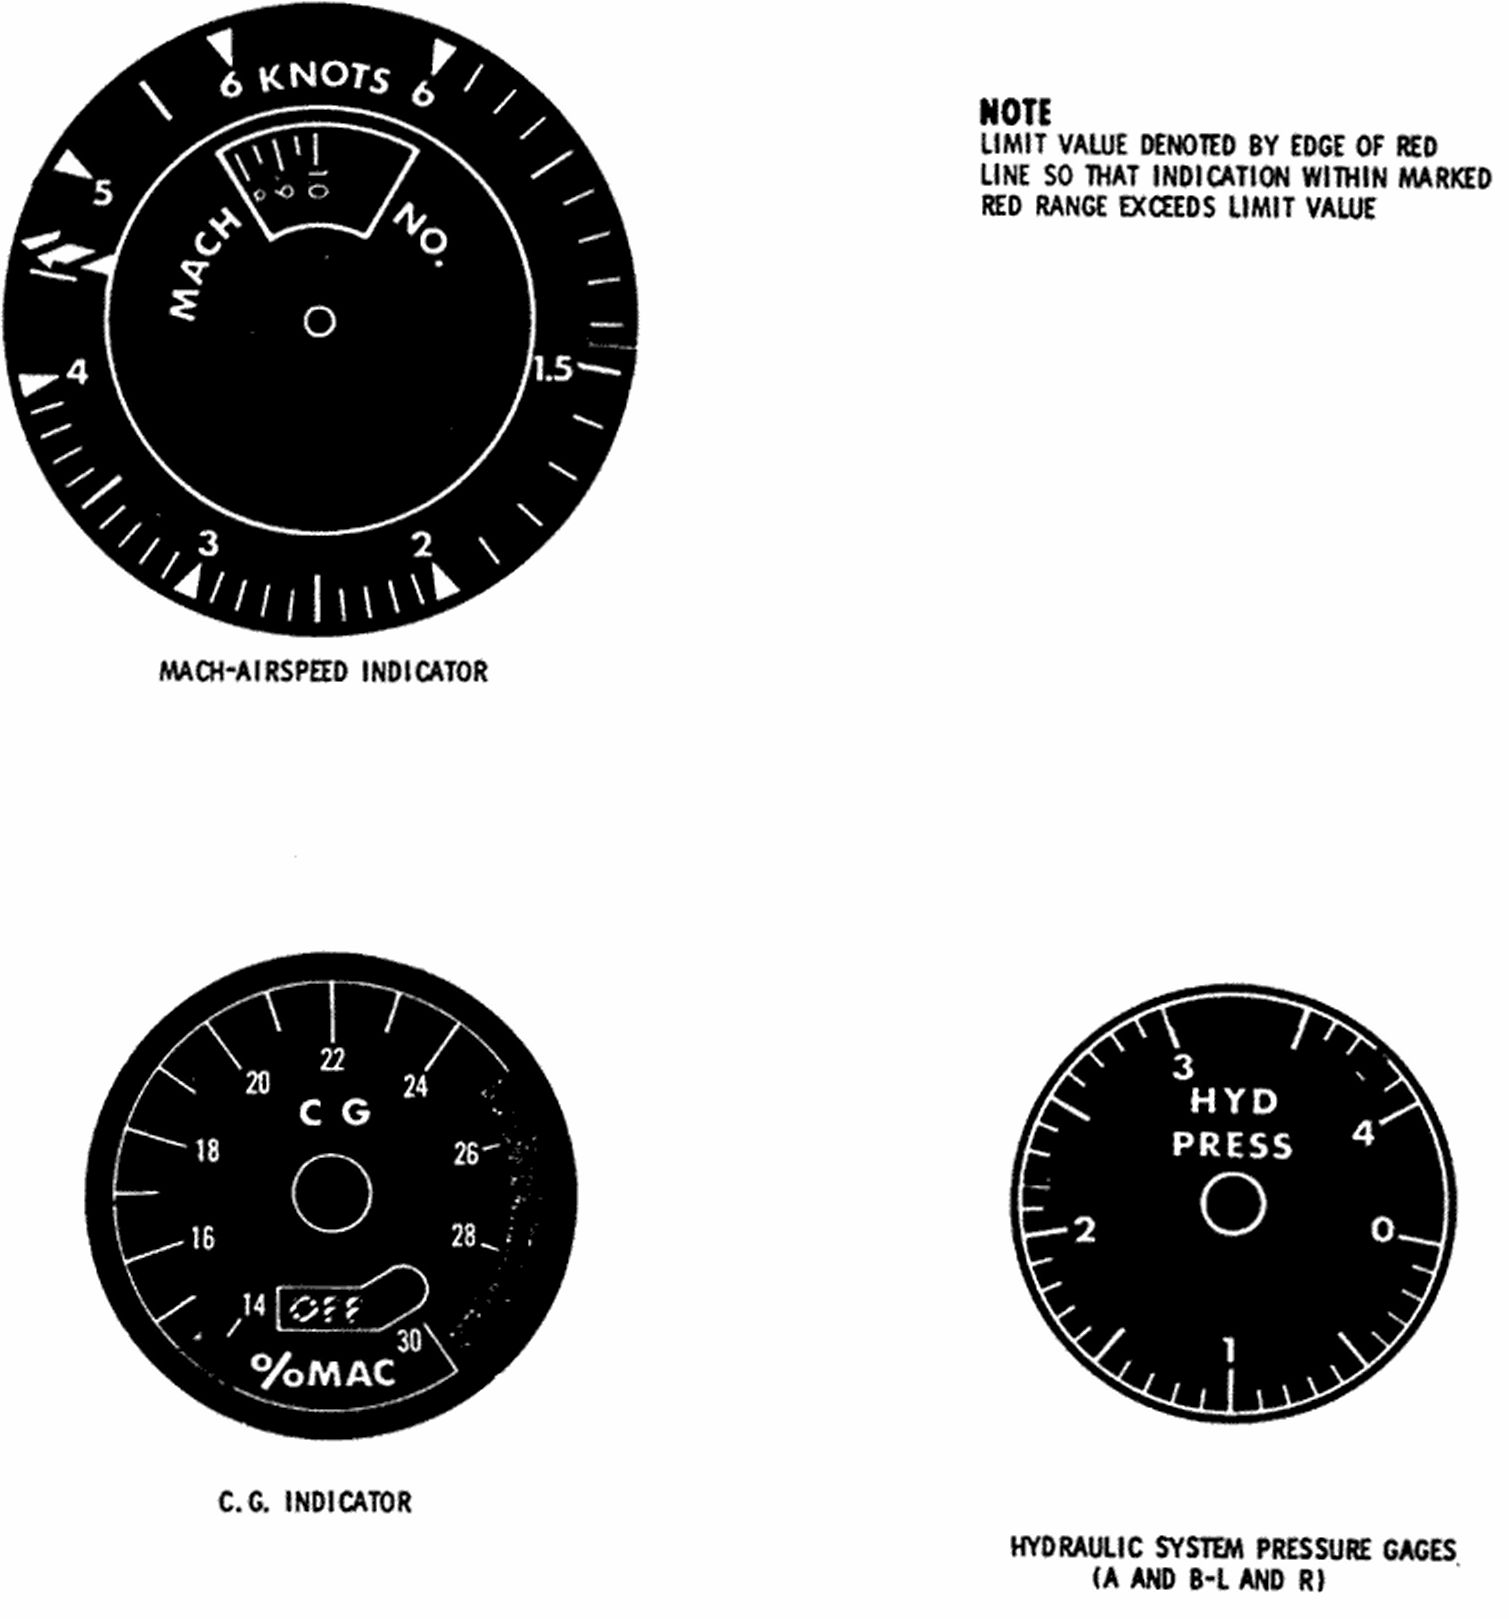 6 KNOTS 6
NOTE
LIMIT VALUE DENOTED BY EDGE OF RED
LINE SO THAT INDICATION WITHIN MARKED
RED RANGE EXCEEDS LIMIT VALUE
5
MACH NO.
4
1.5
3
2
MACH-AIRSPEED INDICATOR
22
20
24
C G
18
26
16
28
14
OFF
30
%MAC
C. G. INDICATOR
3
HYD
PRESS
4
2
0
1
HYDRAULIC SYSTEM PRESSURE GAGES
(A AND B-L AND R)